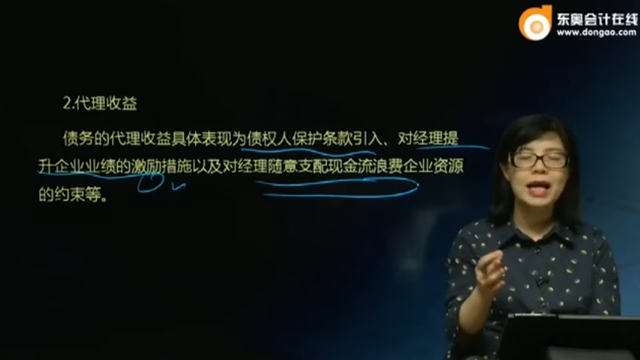 东奥会计在线
www.dongao.com
2.代理收益
债务的代理收益具体表现为债权人保护条款引入、对经理提
升企业业绩的激励措施以及对经理随意支配现金流浪费企业资源
的约束等。